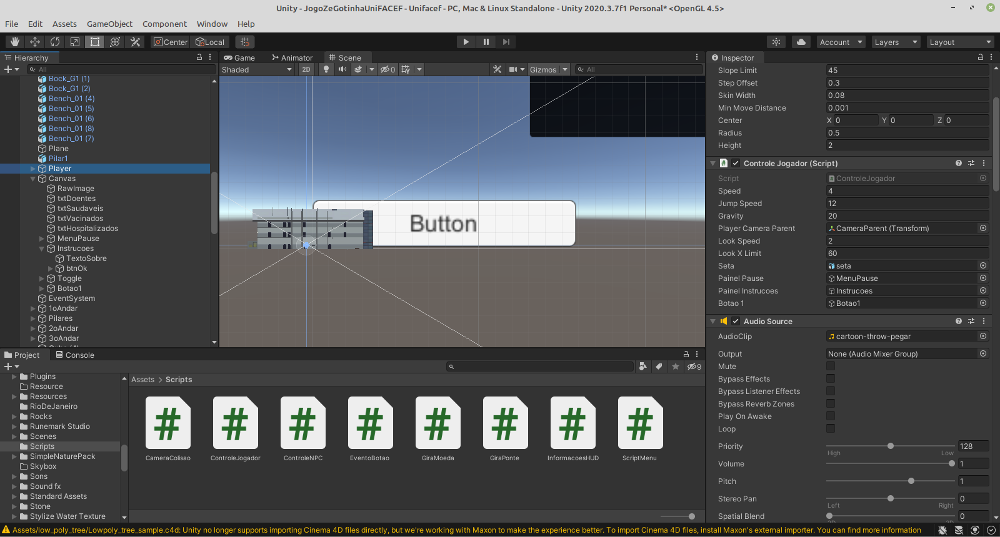 Unity - JogoZeGotinhaUniFACEF - Unifacef - PC, Mac & Linux Standalone - Unity 2020.3.7f1 Personal* <OpenGL 4.5>
File Edit Assets GameObject Component Window Help
Center Local Account Layers Layout
Hierarchy
All
Bock_G1 (1)
Bock_G1 (2)
Bench_01 (4)
Bench_01 (5)
Bench_01 (6)
Bench_01 (8)
Bench_01 (7)
Plane
Pilar1
Player
Canvas
RawImage
txtDoentes
txtSaudaveis
txtVacinados
txtHospitalizados
MenuPause
Instrucoes
TextoSobre
btnOk
Toggle
Botao1
EventSystem
1oAndar
Pilares
2oAndar
3oAndar
Game Animator Scene
Shaded 2D 0 Gizmos All
Button
Inspector
Slope Limit 45
Step Offset 0.3
Skin Width 0.08
Min Move Distance 0.001
Center X 0 Y 0 Z 0
Radius 0.5
Height 2
# Controle Jogador (Script)
Script ControleJogador
Speed 4
Jump Speed 12
Gravity 20
Player Camera Parent CameraParent (Transform)
Look Speed 2
Look X Limit 60
Seta seta
Painel Pause MenuPause
Painel Instrucoes Instrucoes
Botao 1 Botao1
Audio Source
AudioClip cartoon-throw-pegar
Output None (Audio Mixer Group)
Mute
Bypass Effects
Bypass Listener Effects
Bypass Reverb Zones
Play On Awake
Loop
Priority 128
High Low
Volume 1
Pitch 1
Stereo Pan 0
Left Right
Spatial Blend 0
Project Console
9
Plugins
Resource
Resources
RioDeJaneiro
Rocks
Runemark Studio
Scenes
Scripts
SimpleNaturePack
Skybox
Sons
Sound fx
Standard Assets
Stone
Stylize Water Texture
Assets > Scripts
# # # # # # # #
CameraColisao ControleJogador ControleNPC EventoBotao GiraMoeda GiraPonte InformacoesHUD ScriptMenu
Assets/low_poly_tree/Lowpoly_tree_sample.c4d: Unity no longer supports importing Cinema 4D files directly, but we're working with Maxon to make the experience better. To import Cinema 4D files, install Maxon's external importer. You can find more information